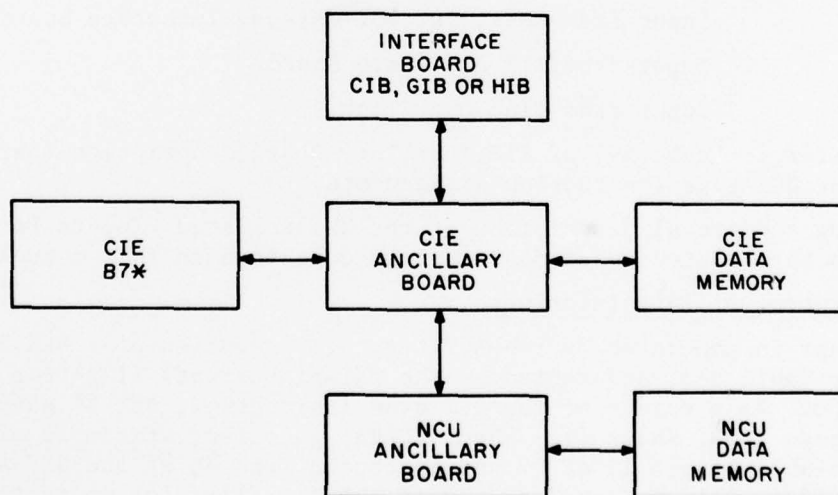 INTERFACE
BOARD
CIB, GIB OR HIB
CIE
B7*
CIE
ANCILLARY
BOARD
CIE
DATA
MEMORY
NCU
ANCILLARY
BOARD
NCU
DATA
MEMORY